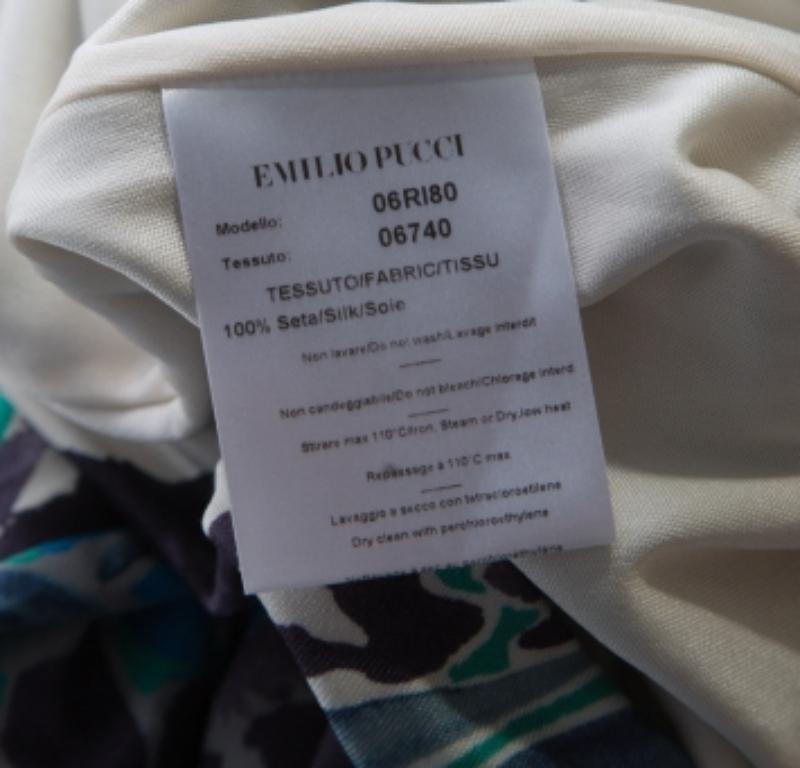 EMILIO PUCCI
Modello: 06RI80
Tessuto: 06740
TESSUTO/FABRIC/TISSU
100% Seta/Silk/Soie
Non lavare/Do not wash/Lavage interdit
Non candeggiabile/Do not bleach/Chlorage interd
Stirare max 110°C/Iron, Steam or Dry,low heat
Repassage à 110°C max
Lavaggio a secco con tetracloroetilene
Dry clean with perchloroethylene